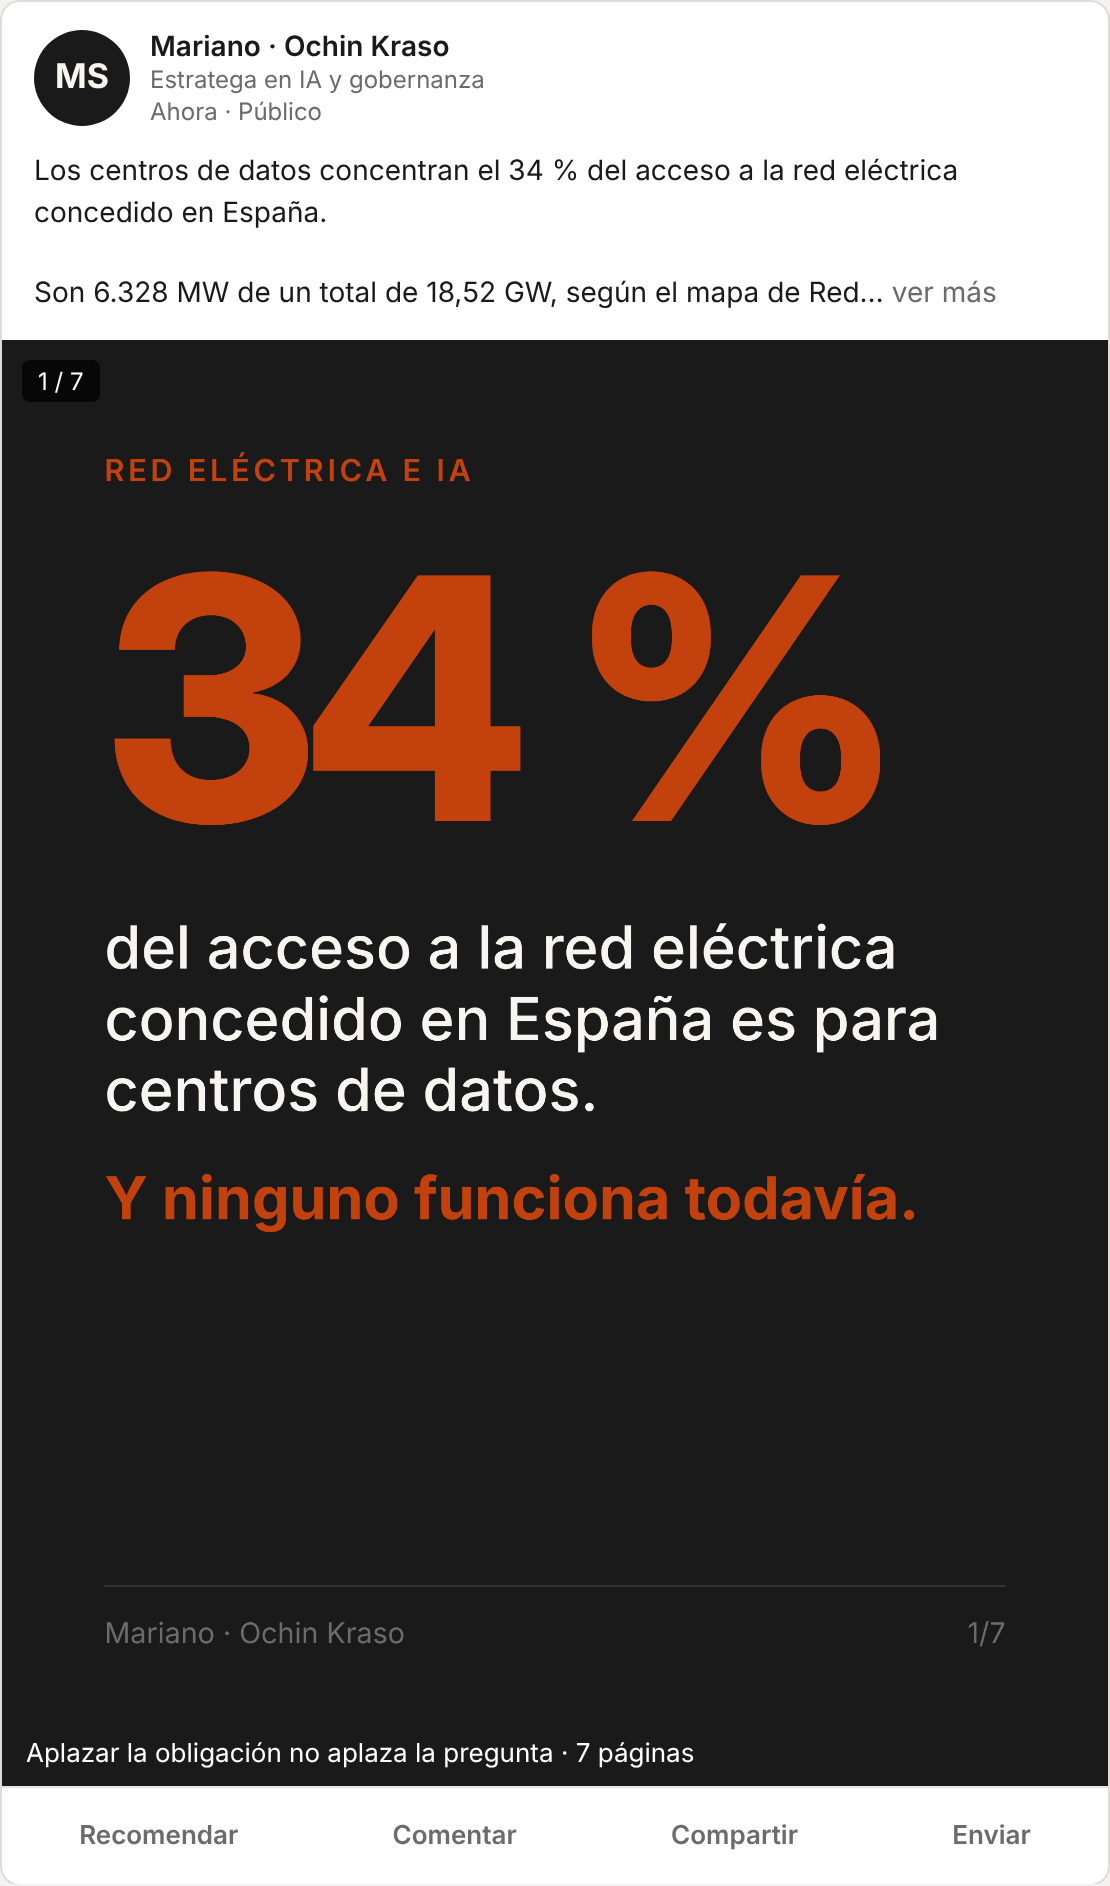 MS
Mariano · Ochin Kraso
Estratega en IA y gobernanza
Ahora · Público
Los centros de datos concentran el 34 % del acceso a la red eléctrica
concedido en España.
Son 6.328 MW de un total de 18,52 GW, según el mapa de Red... ver más
1 / 7
RED ELÉCTRICA E IA
34 %
del acceso a la red eléctrica
concedido en España es para
centros de datos.
Y ninguno funciona todavía.
Mariano · Ochin Kraso 1/7
Aplazar la obligación no aplaza la pregunta · 7 páginas
Recomendar Comentar Compartir Enviar